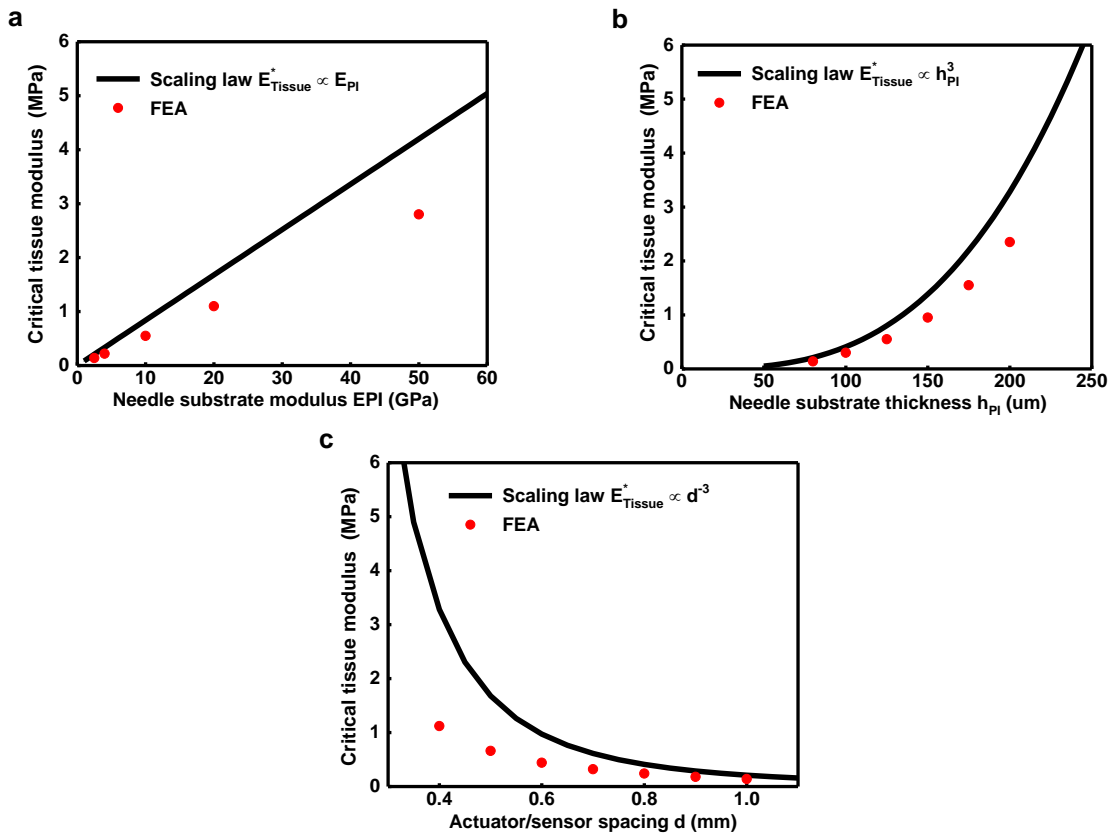 a
6
5
4
3
2
1
0
Critical tissue modulus (MPa)
Scaling law E*Tissue ∝ EPI
FEA
0 10 20 30 40 50 60
Needle substrate modulus EPI (GPa)
b
6
5
4
3
2
1
0
Critical tissue modulus (MPa)
Scaling law E*Tissue ∝ h³PI
FEA
0 50 100 150 200 250
Needle substrate thickness hPI (um)
c
6
5
4
3
2
1
0
Critical tissue modulus (MPa)
Scaling law E*Tissue ∝ d⁻³
FEA
0.4 0.6 0.8 1.0
Actuator/sensor spacing d (mm)